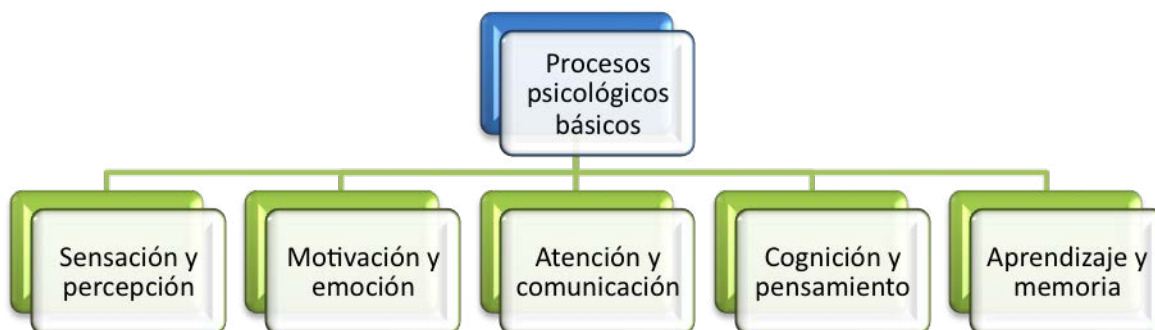 Procesos
psicológicos
básicos
Sensación y
percepción
Motivación y
emoción
Atención y
comunicación
Cognición y
pensamiento
Aprendizaje y
memoria